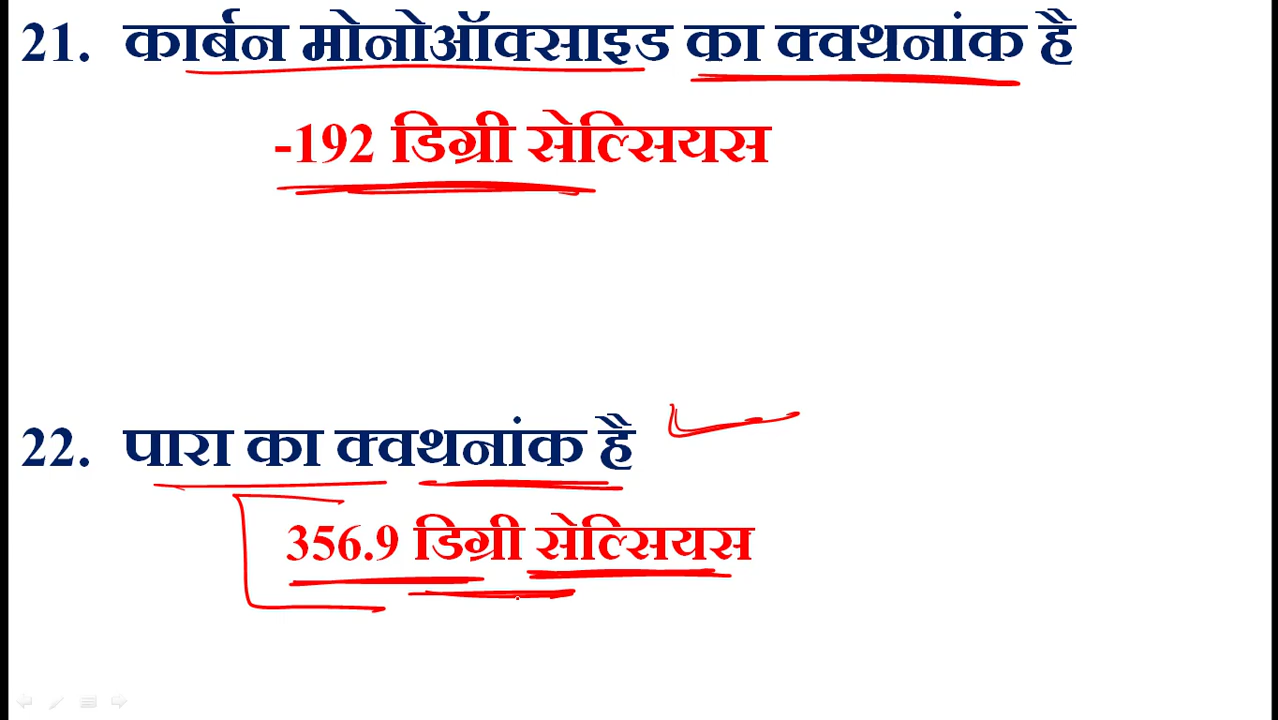 21. कार्बन मोनोऑक्साइड का क्वथनांक है
-192 डिग्री सेल्सियस
22. पारा का क्वथनांक है
356.9 डिग्री सेल्सियस